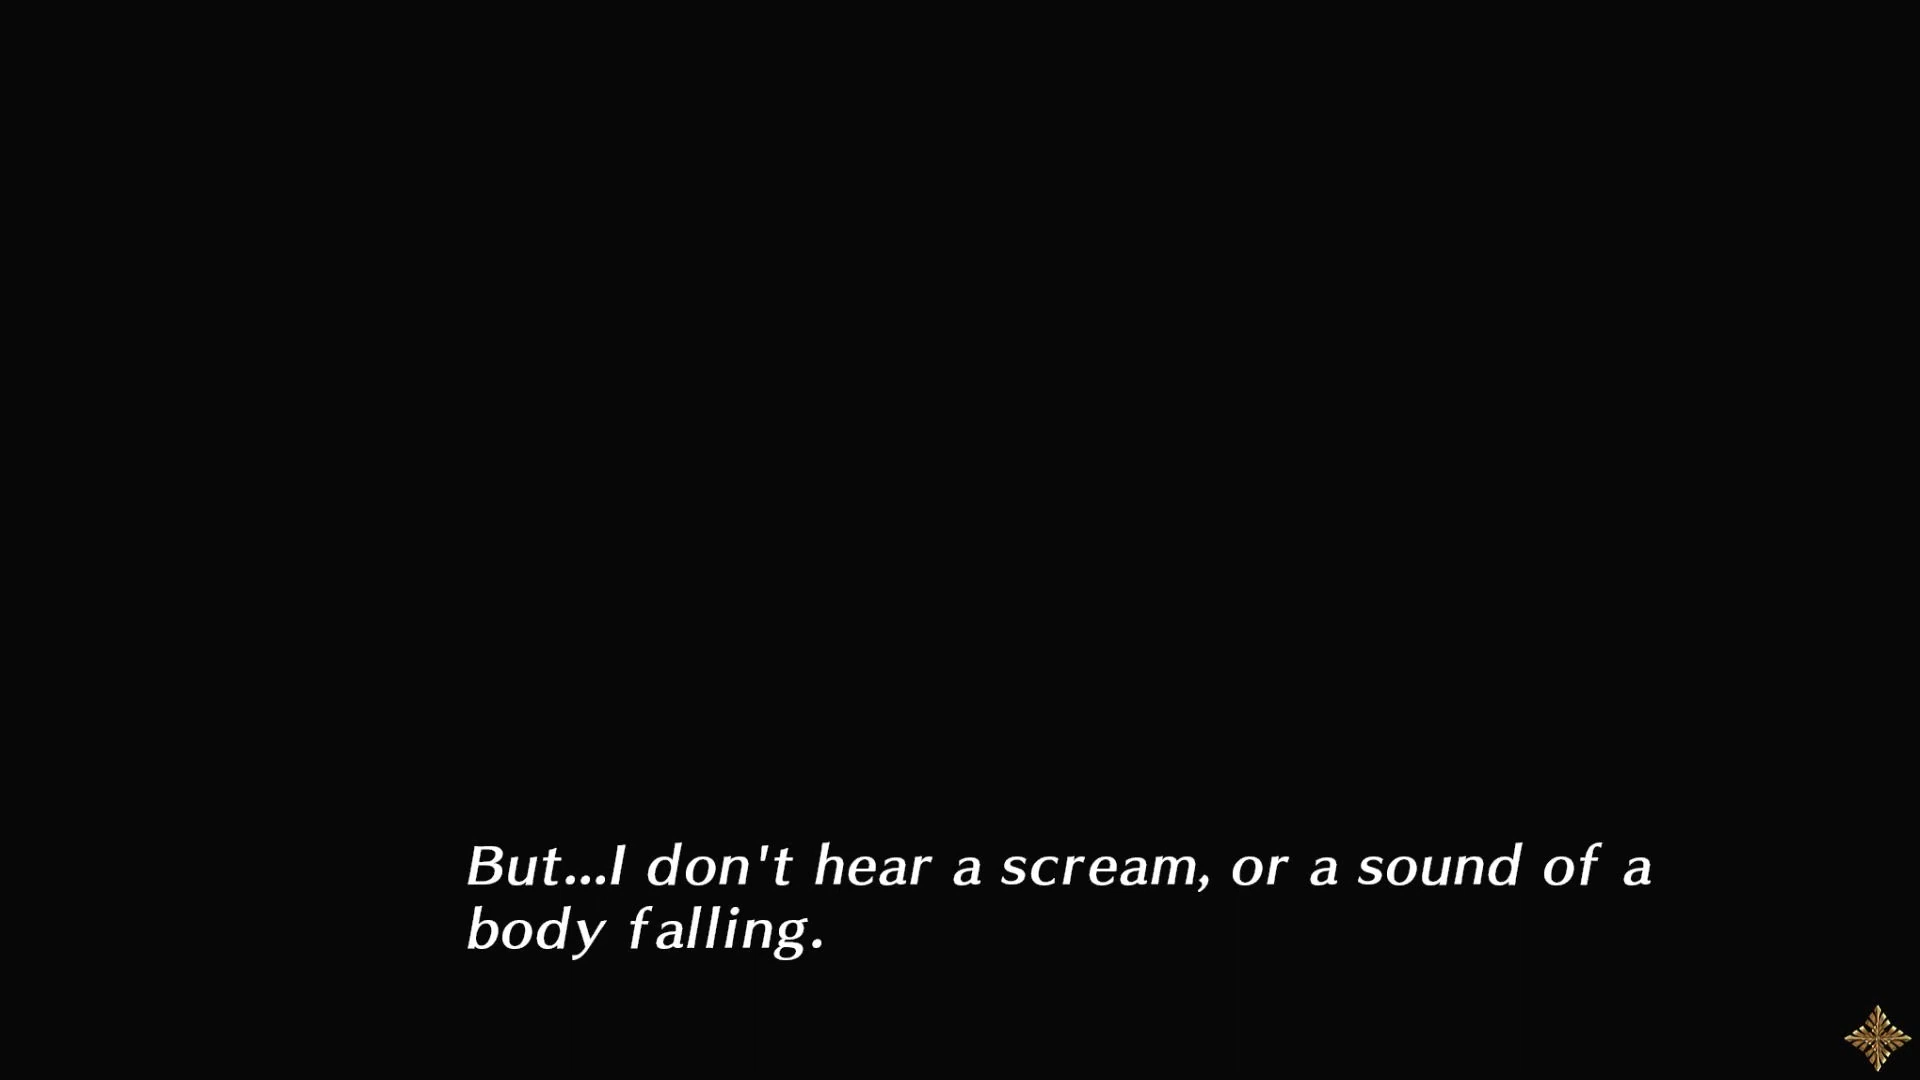 But...I don't hear a scream, or a sound of a
body falling.